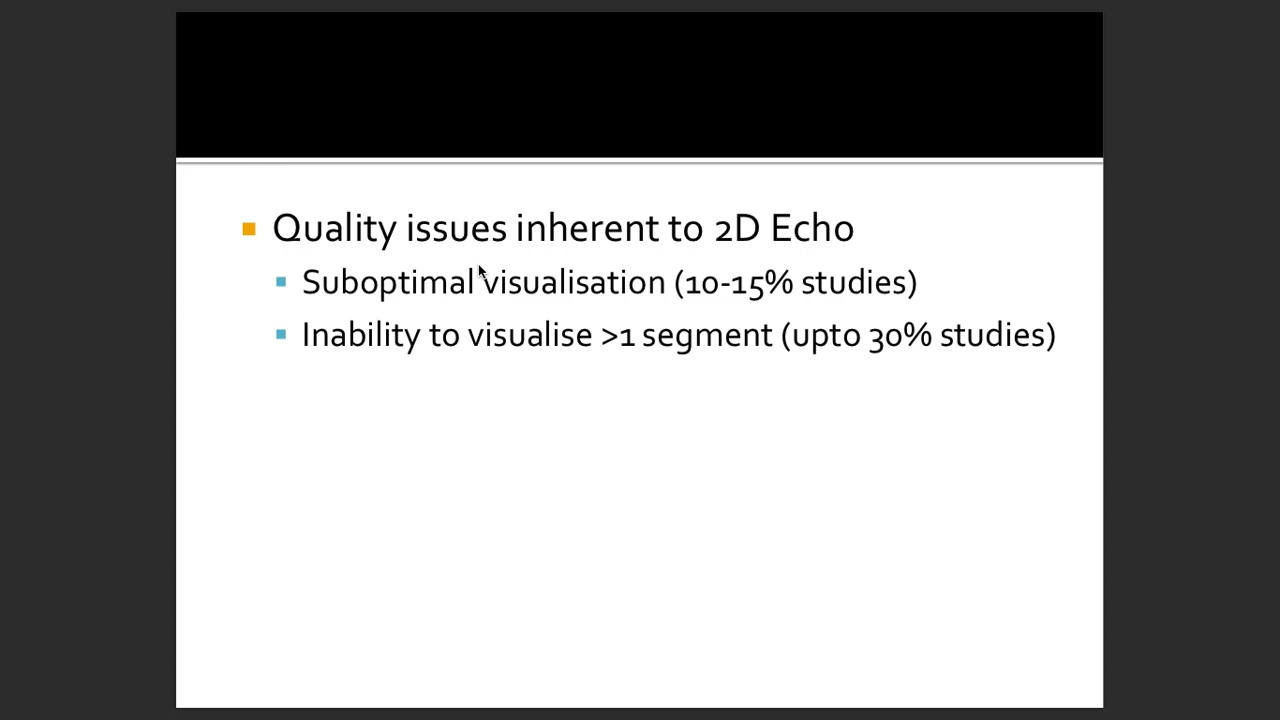 Quality issues inherent to 2D Echo
Suboptimal visualisation (10-15% studies)
Inability to visualise >1 segment (upto 30% studies)